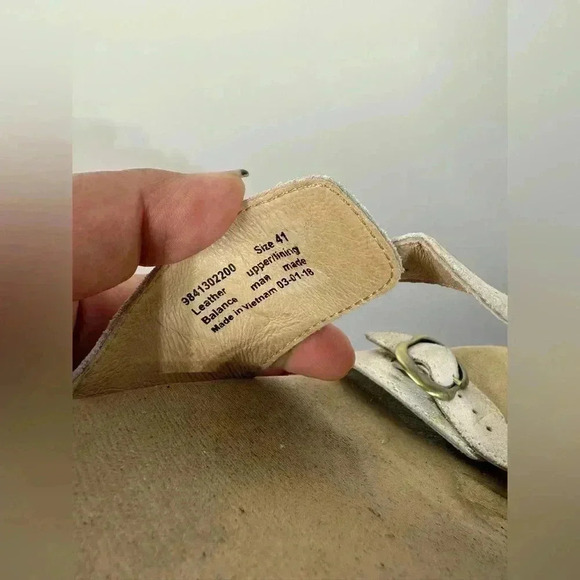 9841302200 Size 41
Leather upper/lining
Balance man made
Made in Vietnam 03-01-18